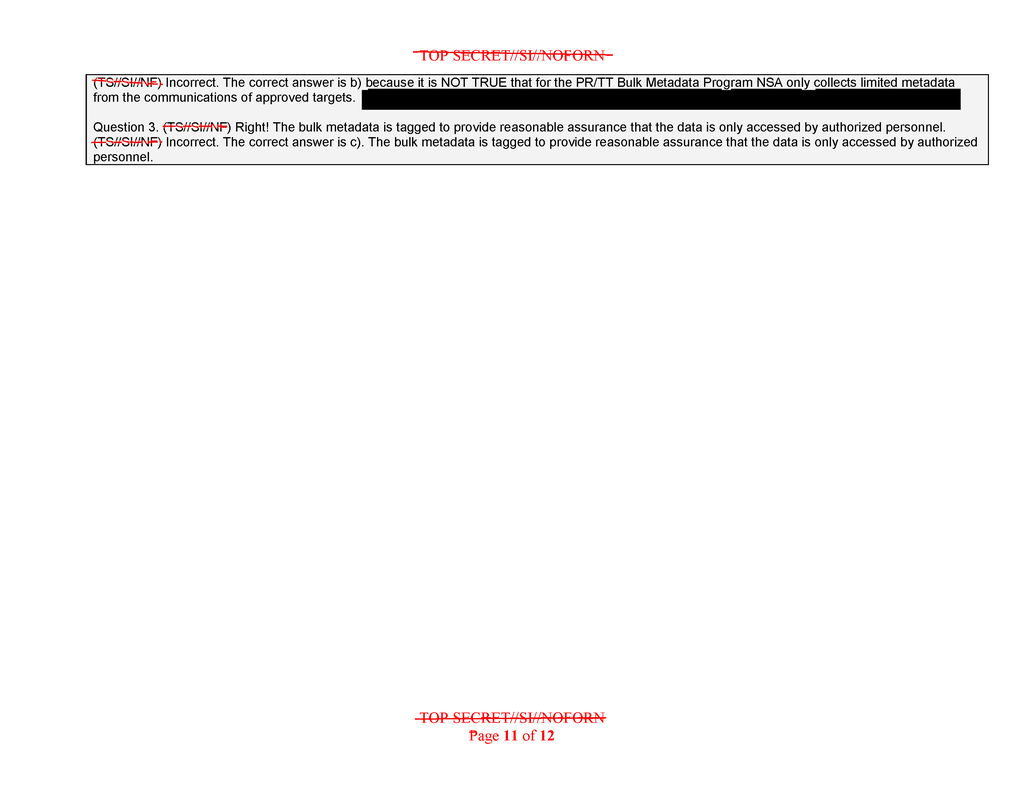 TOP SECRET//SI//NOFORN
(TS//SI//NF) Incorrect. The correct answer is b) because it is NOT TRUE that for the PR/TT Bulk Metadata Program NSA only collects limited metadata
from the communications of approved targets.
Question 3. (TS//SI//NF) Right! The bulk metadata is tagged to provide reasonable assurance that the data is only accessed by authorized personnel.
(TS//SI//NF) Incorrect. The correct answer is c). The bulk metadata is tagged to provide reasonable assurance that the data is only accessed by authorized
personnel.
TOP SECRET//SI//NOFORN
Page 11 of 12